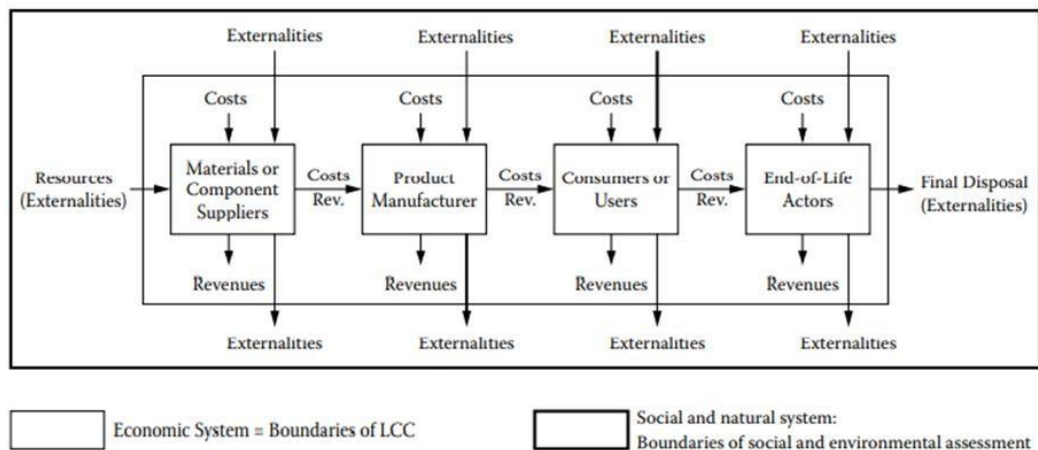 Externalities Externalities Externalities Externalities
Costs Costs Costs Costs
Resources
(Externalities)
Materials or
Component
Suppliers
Costs
Rev.
Product
Manufacturer
Costs
Rev.
Consumers or
Users
Costs
Rev.
End-of-Life
Actors
Final Disposal
(Externalities)
Revenues Revenues Revenues Revenues
Externalities Externalities Externalities Externalities
Economic System = Boundaries of LCC
Social and natural system:
Boundaries of social and environmental assessment